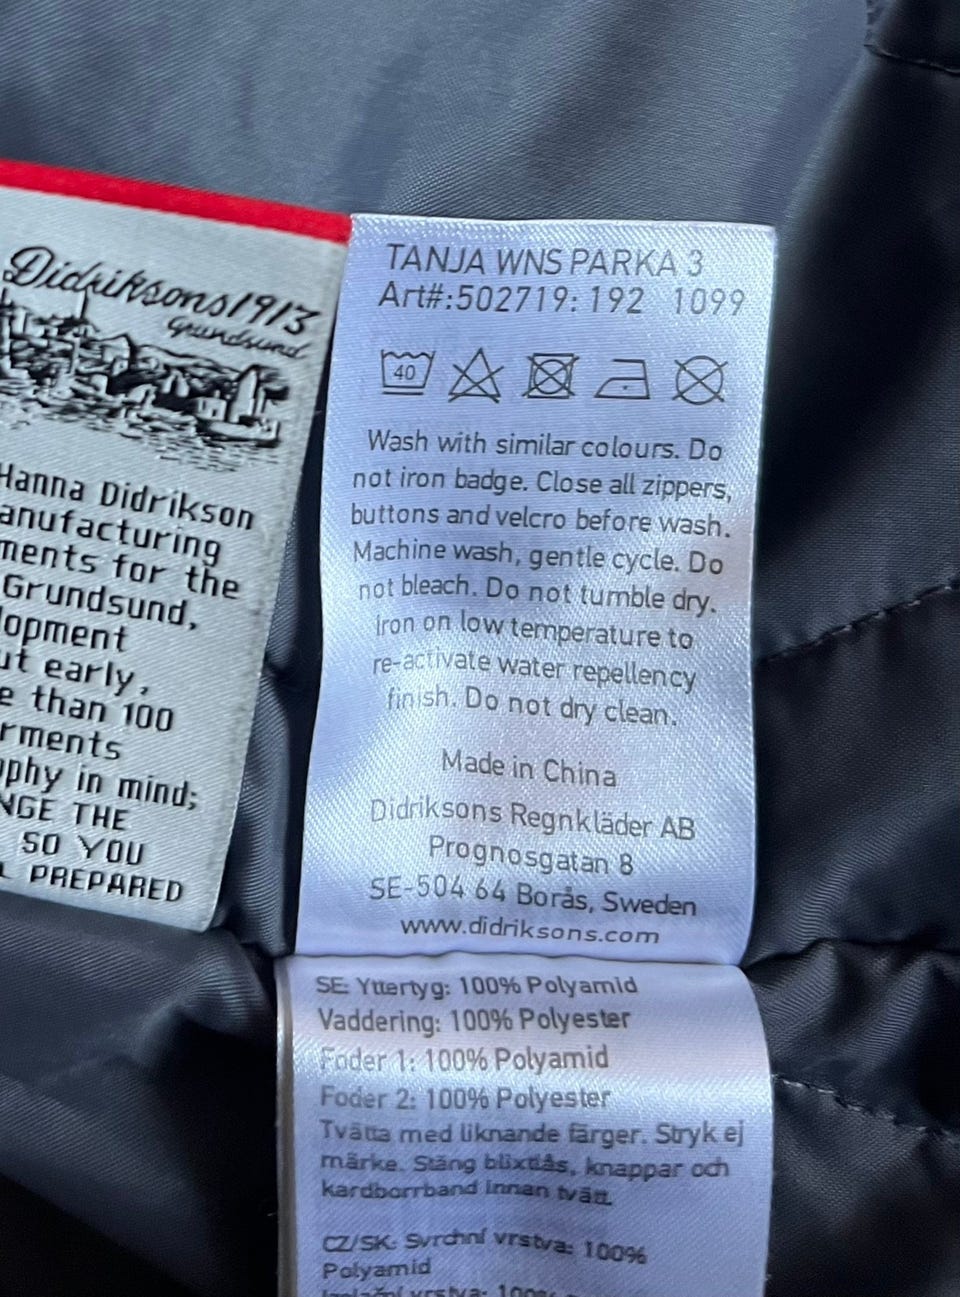 Didriksons1913
Grundsund
Hanna Didrikson
anufacturing
ments for the
Grundsund,
lopment
ut early,
e than 100
rments
ophy in mind;
NGE THE
SO YOU
L PREPARED
TANJA WNS PARKA 3
Art#:502719: 192 1099
40
Wash with similar colours. Do
not iron badge. Close all zippers,
buttons and velcro before wash.
Machine wash, gentle cycle. Do
not bleach. Do not tumble dry.
Iron on low temperature to
re-activate water repellency
finish. Do not dry clean.
Made in China
Didriksons Regnkläder AB
Prognosgatan 8
SE-504 64 Borås, Sweden
www.didriksons.com
SE: Yttertyg: 100% Polyamid
Vaddering: 100% Polyester
Foder 1: 100% Polyamid
Foder 2: 100% Polyester
Tvätta med liknande färger. Stryk ej
märke. Stäng blixtlås, knappar och
kardborrband innan tvätt.
CZ/SK: Svrchní vrstva: 100%
Polyamid
Izolační vrstva: 100%